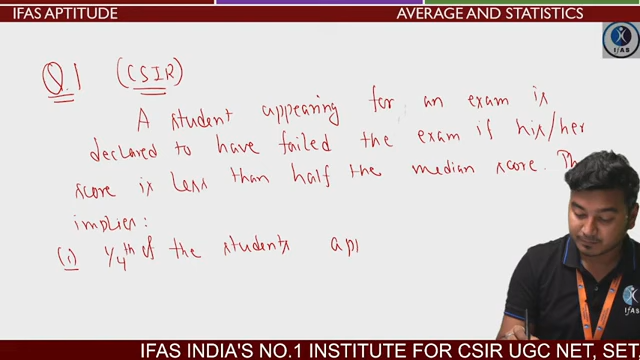 IFAS APTITUDE
AVERAGE AND STATISTICS
IFAS
Q.1 (CSIR)
A student appearing for an exam is
declared to have failed the exam if his/her
score is less than half the median score.
implies:
(i) 1/4th of the students
IFAS
IFAS INDIA'S NO.1 INSTITUTE FOR CSIR UGC NET, SET